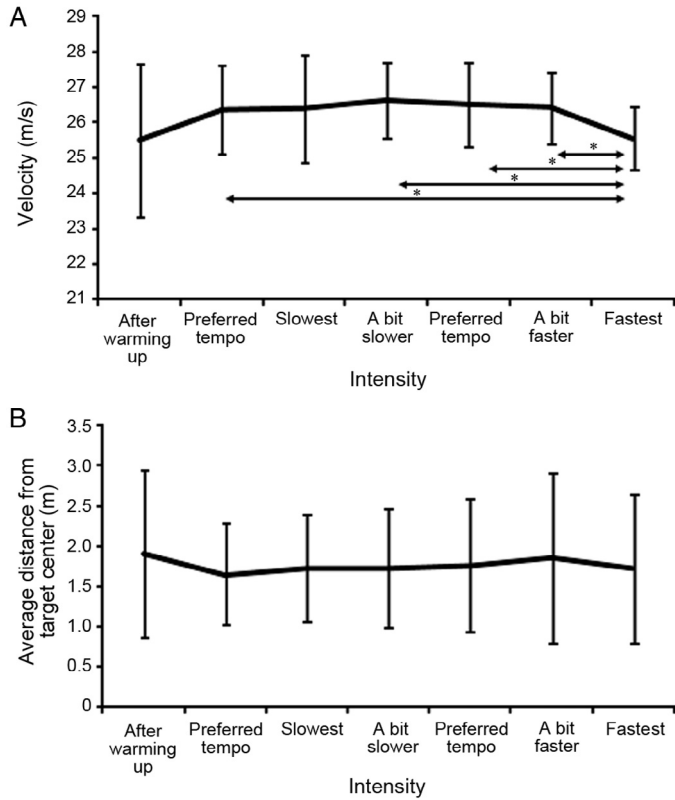 A
Velocity (m/s)
29
28
27
26
25
24
23
22
21
*
*
*
*
After
warming
up
Preferred
tempo
Slowest
A bit
slower
Preferred
tempo
A bit
faster
Fastest
Intensity
B
Average distance from
target center (m)
3.5
3.0
2.5
2.0
1.5
1.0
0.5
0
After
warming
up
Preferred
tempo
Slowest
A bit
slower
Preferred
tempo
A bit
faster
Fastest
Intensity